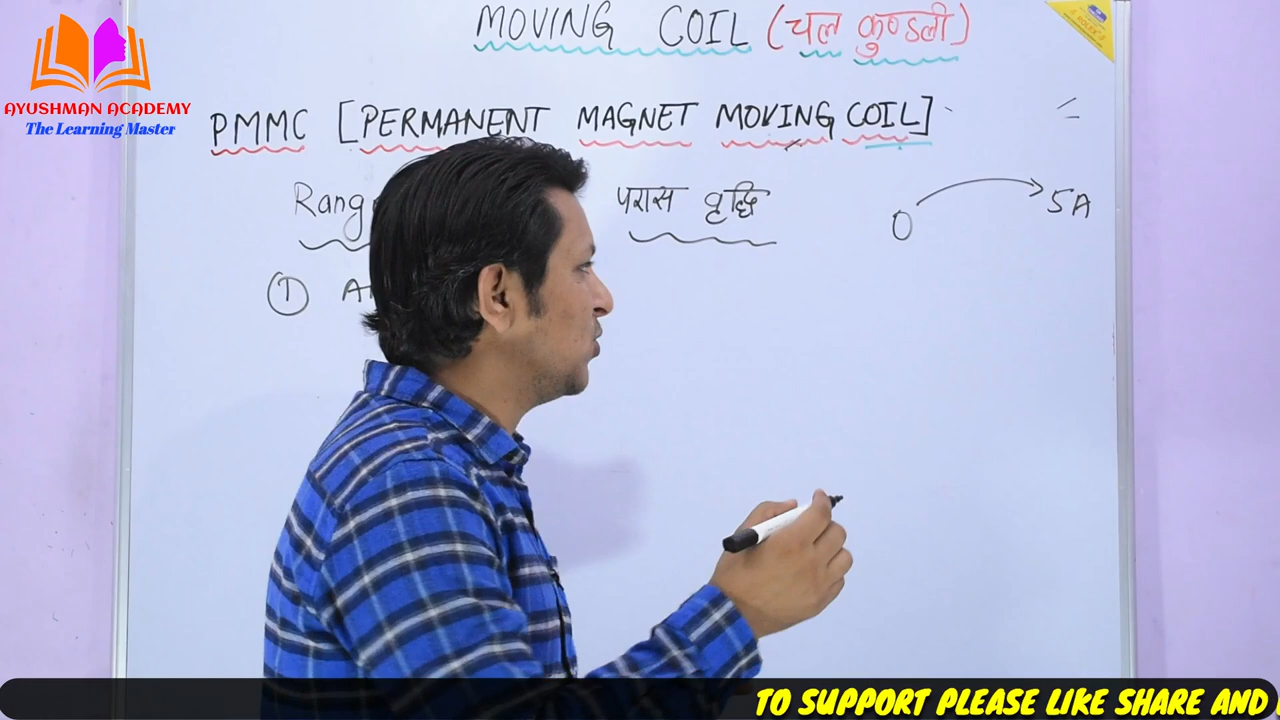 MOVING COIL (चल कुण्डली)
AYUSHMAN ACADEMY
The Learning Master
PMMC [PERMANENT MAGNET MOVING COIL]
परास वृद्धि
0 5A
①
TO SUPPORT PLEASE LIKE SHARE AND